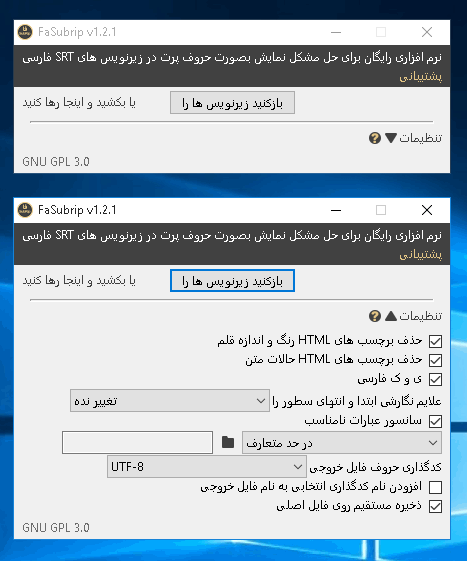 FaSubrip v1.2.1
نرم افزاری رایگان برای حل مشکل نمایش بصورت حروف پرت در زیرنویس های SRT فارسی
پشتیبانی
بازکنید زیرنویس ها را یا بکشید و اینجا رها کنید
تنظیمات ▼ ?
GNU GPL 3.0
FaSubrip v1.2.1
نرم افزاری رایگان برای حل مشکل نمایش بصورت حروف پرت در زیرنویس های SRT فارسی
پشتیبانی
بازکنید زیرنویس ها را یا بکشید و اینجا رها کنید
تنظیمات ▲ ?
حذف برچسب های HTML رنگ و اندازه قلم
حذف برچسب های HTML حالات متن
ی و ک فارسی
علایم نگارشی ابتدا و انتهای سطور را تغییر نده
سانسور عبارات نامناسب
در حد متعارف
کدگذاری حروف فایل خروجی UTF-8
افزودن نام کدگذاری انتخابی به نام فایل خروجی
ذخیره مستقیم روی فایل اصلی
GNU GPL 3.0